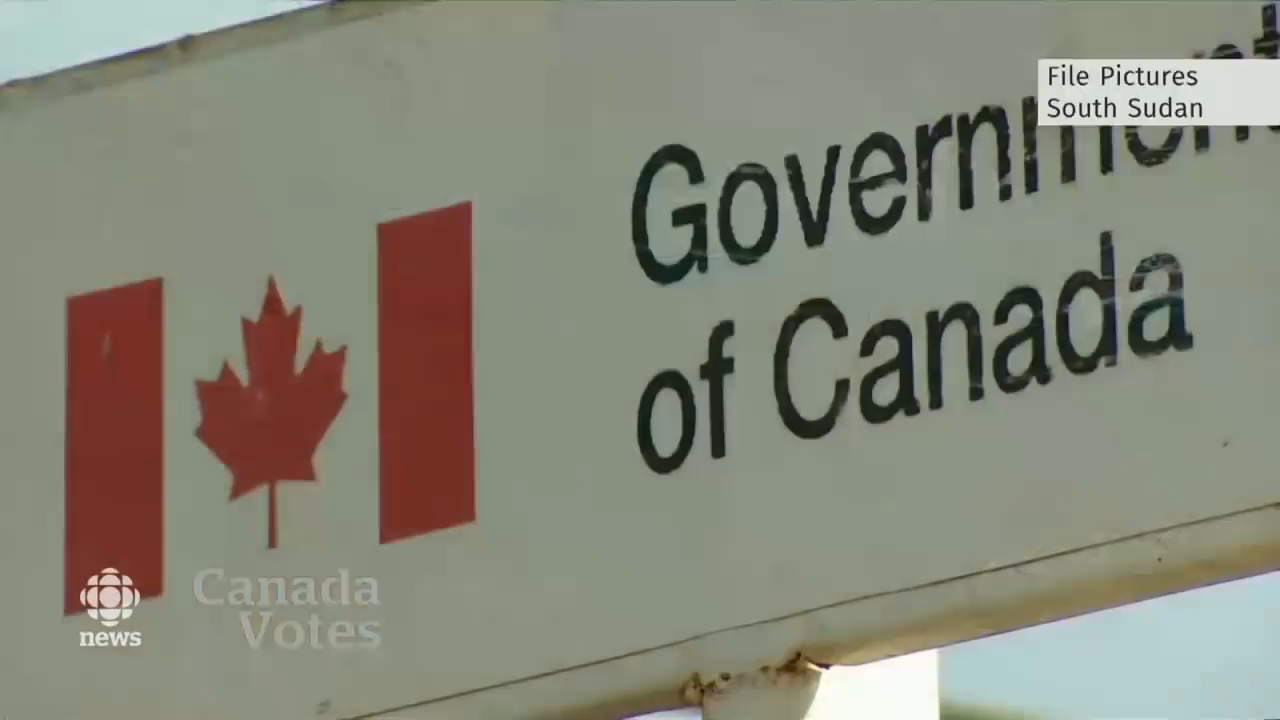 File Pictures
South Sudan
Government
of Canada
Canada
Votes
news